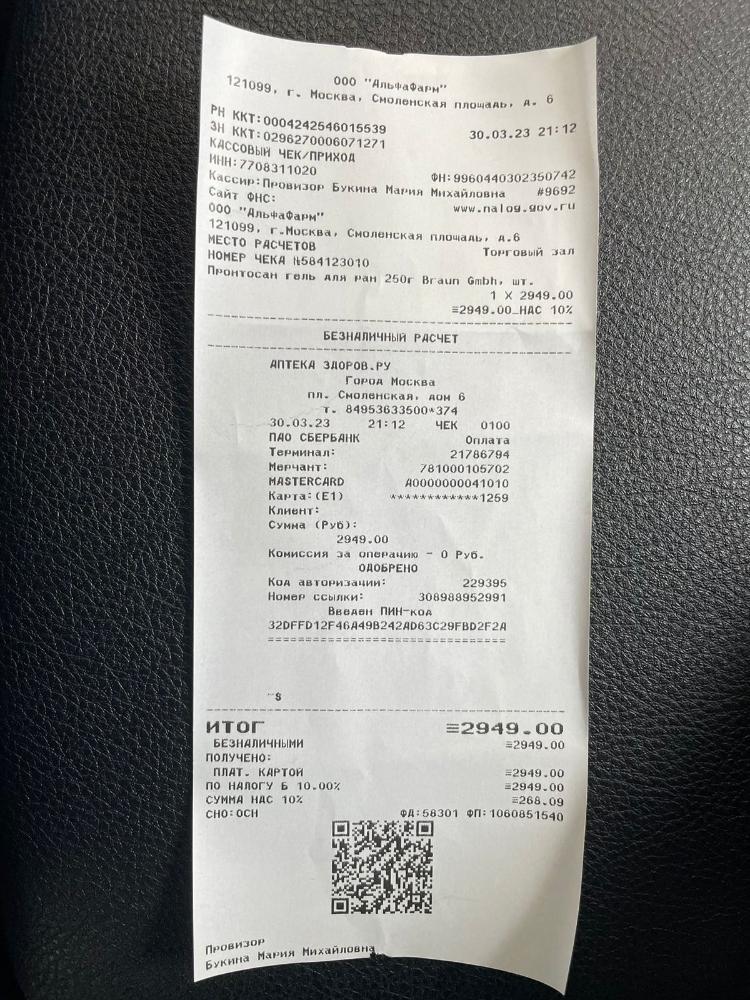 ООО "АльфаФарм"
121099, г. Москва, Смоленская площадь, д. 6
РН ККТ:0004242546015539 30.03.23 21:12
ЗН ККТ:0296270006071271
КАССОВЫЙ ЧЕК/ПРИХОД
ИНН:7708311020 ФН:9960440302350742
Кассир:Провизор Букина Мария Михайловна #9692
Сайт ФНС: www.nalog.gov.ru
ООО "АльфаФарм"
121099, г.Москва, Смоленская площадь, д.6
МЕСТО РАСЧЕТОВ Торговый зал
НОМЕР ЧЕКА №584123010
Пронтосан гель для ран 250г Braun Gmbh, шт.
1 X 2949.00
=2949.00_НДС 10%
БЕЗНАЛИЧНЫЙ РАСЧЕТ
АПТЕКА ЗДОРОВ.РУ
Город Москва
пл. Смоленская, дом 6
т. 84953633500*374
30.03.23 21:12 ЧЕК 0100
ПАО СБЕРБАНК Оплата
Терминал: 21786794
Мерчант: 781000105702
MASTERCARD A0000000041010
Карта:(E1) ************1259
Клиент:
Сумма (Руб):
2949.00
Комиссия за операцию - 0 Руб.
ОДОБРЕНО
Код авторизации: 229395
Номер ссылки: 308988952991
Введен ПИН-код
32DFFD12F46A49B242AD63C29FBD2F2A
================================
~S
ИТОГ =2949.00
БЕЗНАЛИЧНЫМИ =2949.00
ПОЛУЧЕНО:
ПЛАТ. КАРТОЙ =2949.00
ПО НАЛОГУ Б 10.00% =2949.00
СУММА НДС 10% =268.09
СНО:ОСН ФД:58301 ФП:1060851540
Провизор
Букина Мария Михайловна